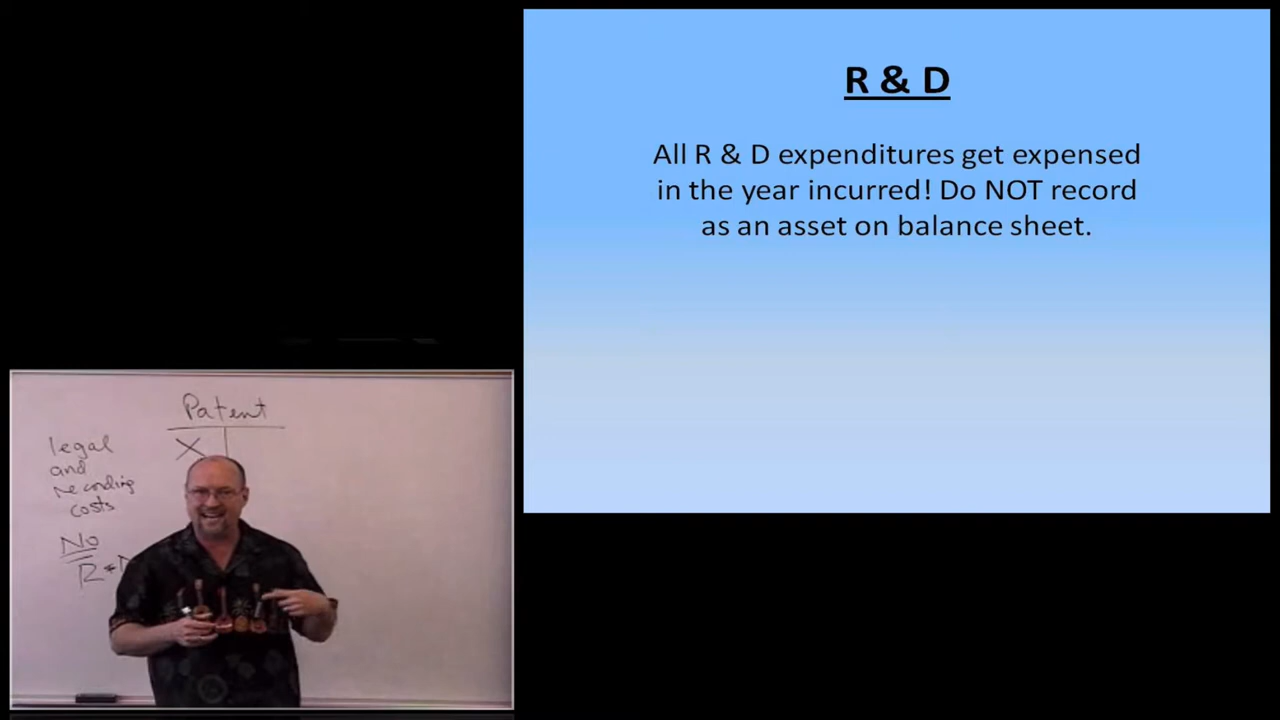 R & D
All R & D expenditures get expensed
in the year incurred! Do NOT record
as an asset on balance sheet.
Patent
X
legal
and
recording
costs
No
R &